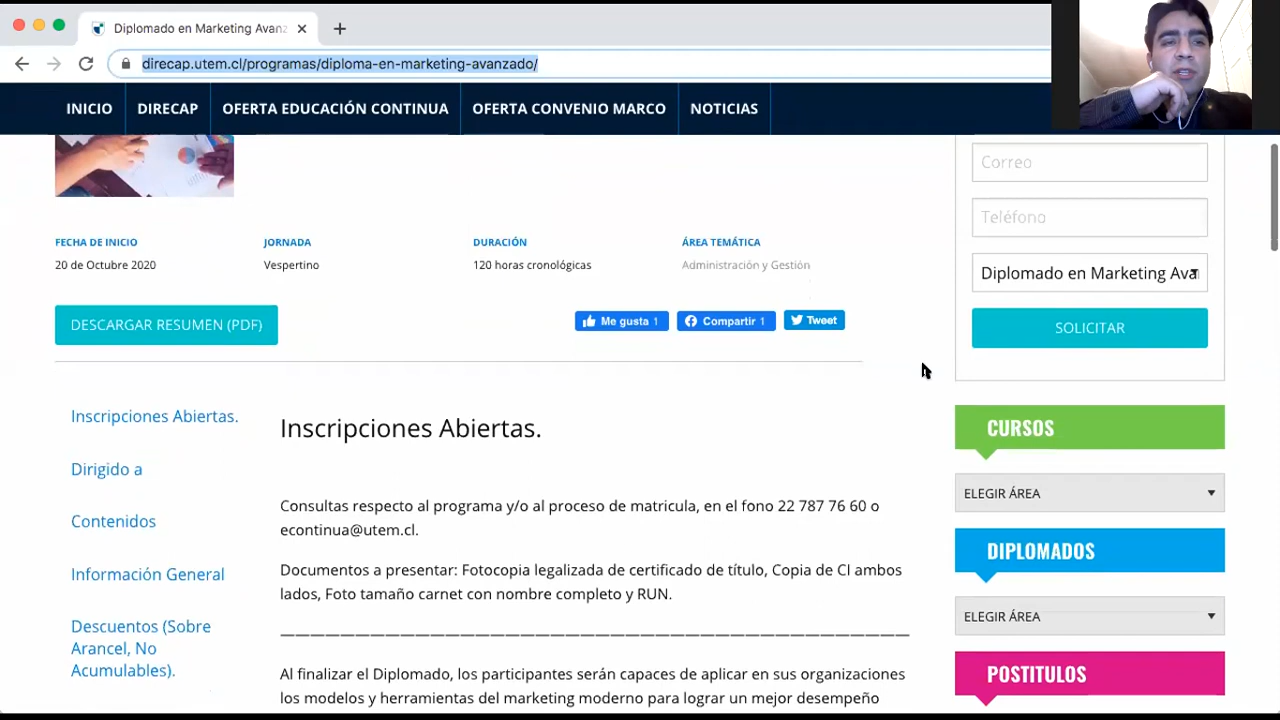 Diplomado en Marketing Avanz
direcap.utem.cl/programas/diploma-en-marketing-avanzado/
INICIO
DIRECAP
OFERTA EDUCACIÓN CONTINUA
OFERTA CONVENIO MARCO
NOTICIAS
FECHA DE INICIO
20 de Octubre 2020
JORNADA
Vespertino
DURACIÓN
120 horas cronológicas
ÁREA TEMÁTICA
Administración y Gestión
DESCARGAR RESUMEN (PDF)
Me gusta 1
Compartir 1
Tweet
Inscripciones Abiertas.
Dirigido a
Contenidos
Información General
Descuentos (Sobre
Arancel, No
Acumulables).
Inscripciones Abiertas.
Consultas respecto al programa y/o al proceso de matricula, en el fono 22 787 76 60 o
econtinua@utem.cl.
Documentos a presentar: Fotocopia legalizada de certificado de título, Copia de CI ambos
lados, Foto tamaño carnet con nombre completo y RUN.
Al finalizar el Diplomado, los participantes serán capaces de aplicar en sus organizaciones
los modelos y herramientas del marketing moderno para lograr un mejor desempeño
Correo
Teléfono
Diplomado en Marketing Ava
SOLICITAR
CURSOS
ELEGIR ÁREA
DIPLOMADOS
ELEGIR ÁREA
POSTITULOS